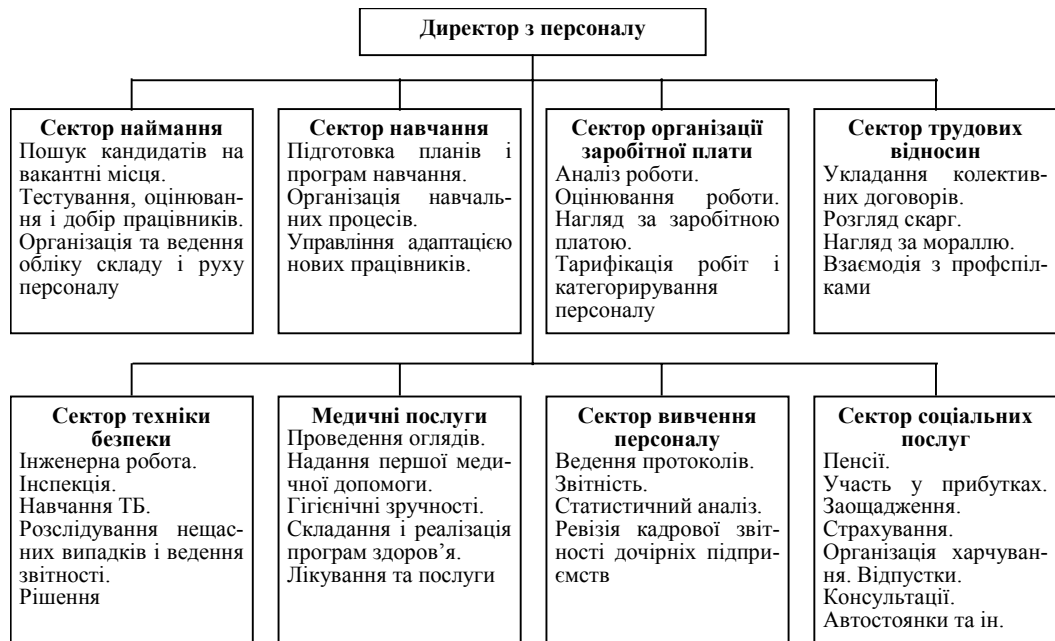 Директор з персоналу
Сектор наймання
Пошук кандидатів на
вакантні місця.
Тестування, оцінюван-
ня і добір працівників.
Організація та ведення
обліку складу і руху
персоналу
Сектор навчання
Підготовка планів і
програм навчання.
Організація навчаль-
них процесів.
Управління адаптацією
нових працівників.
Сектор організації
заробітної плати
Аналіз роботи.
Оцінювання роботи.
Нагляд за заробітною
платою.
Тарифікація робіт і
категорирування
персоналу
Сектор трудових
відносин
Укладання колектив-
них договорів.
Розгляд скарг.
Нагляд за мораллю.
Взаємодія з профспіл-
ками
Сектор техніки
безпеки
Інженерна робота.
Інспекція.
Навчання ТБ.
Розслідування нещас-
них випадків і ведення
звітності.
Рішення
Медичні послуги
Проведення оглядів.
Надання першої меди-
чної допомоги.
Гігієнічні зручності.
Складання і реалізація
програм здоров’я.
Лікування та послуги
Сектор вивчення
персоналу
Ведення протоколів.
Звітність.
Статистичний аналіз.
Ревізія кадрової звіт-
ності дочірніх підпри-
ємств
Сектор соціальних
послуг
Пенсії.
Участь у прибутках.
Заощадження.
Страхування.
Організація харчуван-
ня. Відпустки.
Консультації.
Автостоянки та ін.